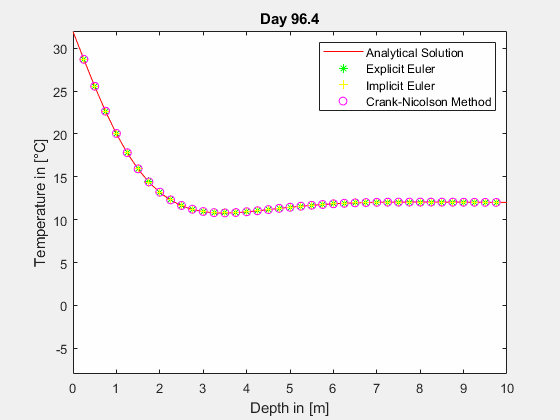 Day 96.4
30
25
20
15
10
5
0
-5
Temperature in [°C]
Analytical Solution
Explicit Euler
Implicit Euler
Crank-Nicolson Method
0 1 2 3 4 5 6 7 8 9 10
Depth in [m]